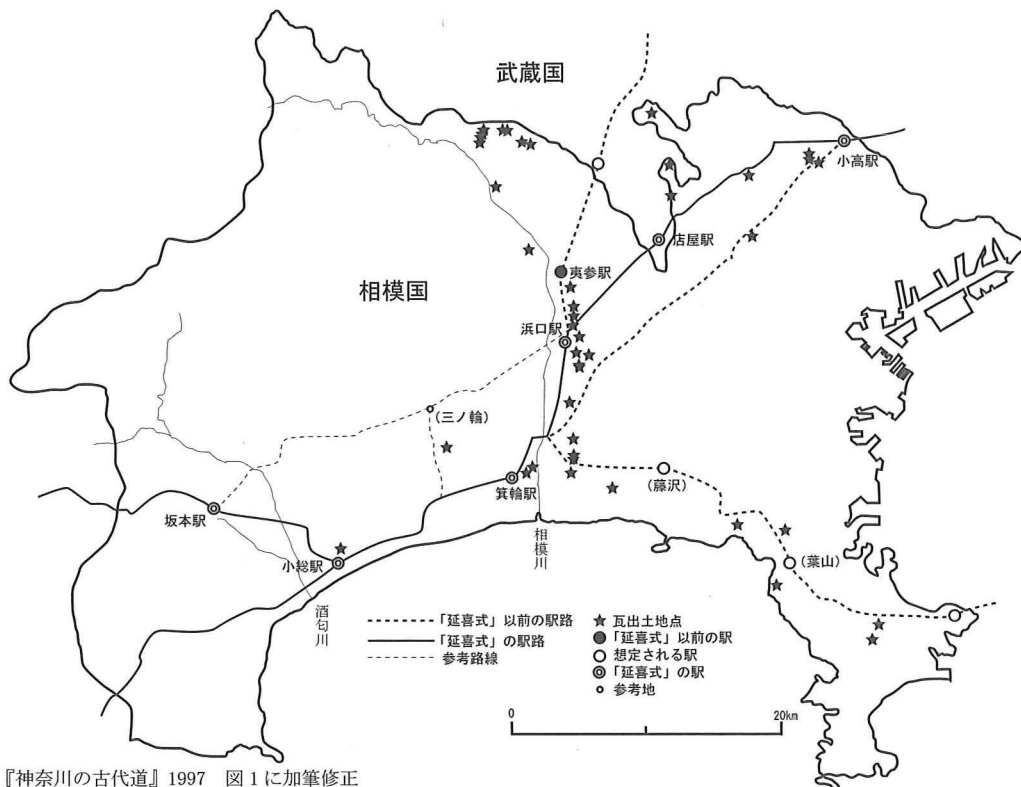 武蔵国
小高駅
店屋駅
夷参駅
相模国
浜口駅
(三ノ輪)
(藤沢)
箕輪駅
坂本駅
相模川
(葉山)
小総駅
酒匂川
「延喜式」以前の駅路
「延喜式」の駅路
参考路線
瓦出土地点
「延喜式」以前の駅
想定される駅
「延喜式」の駅
参考地
0
20km
『神奈川の古代道』1997 図1に加筆修正